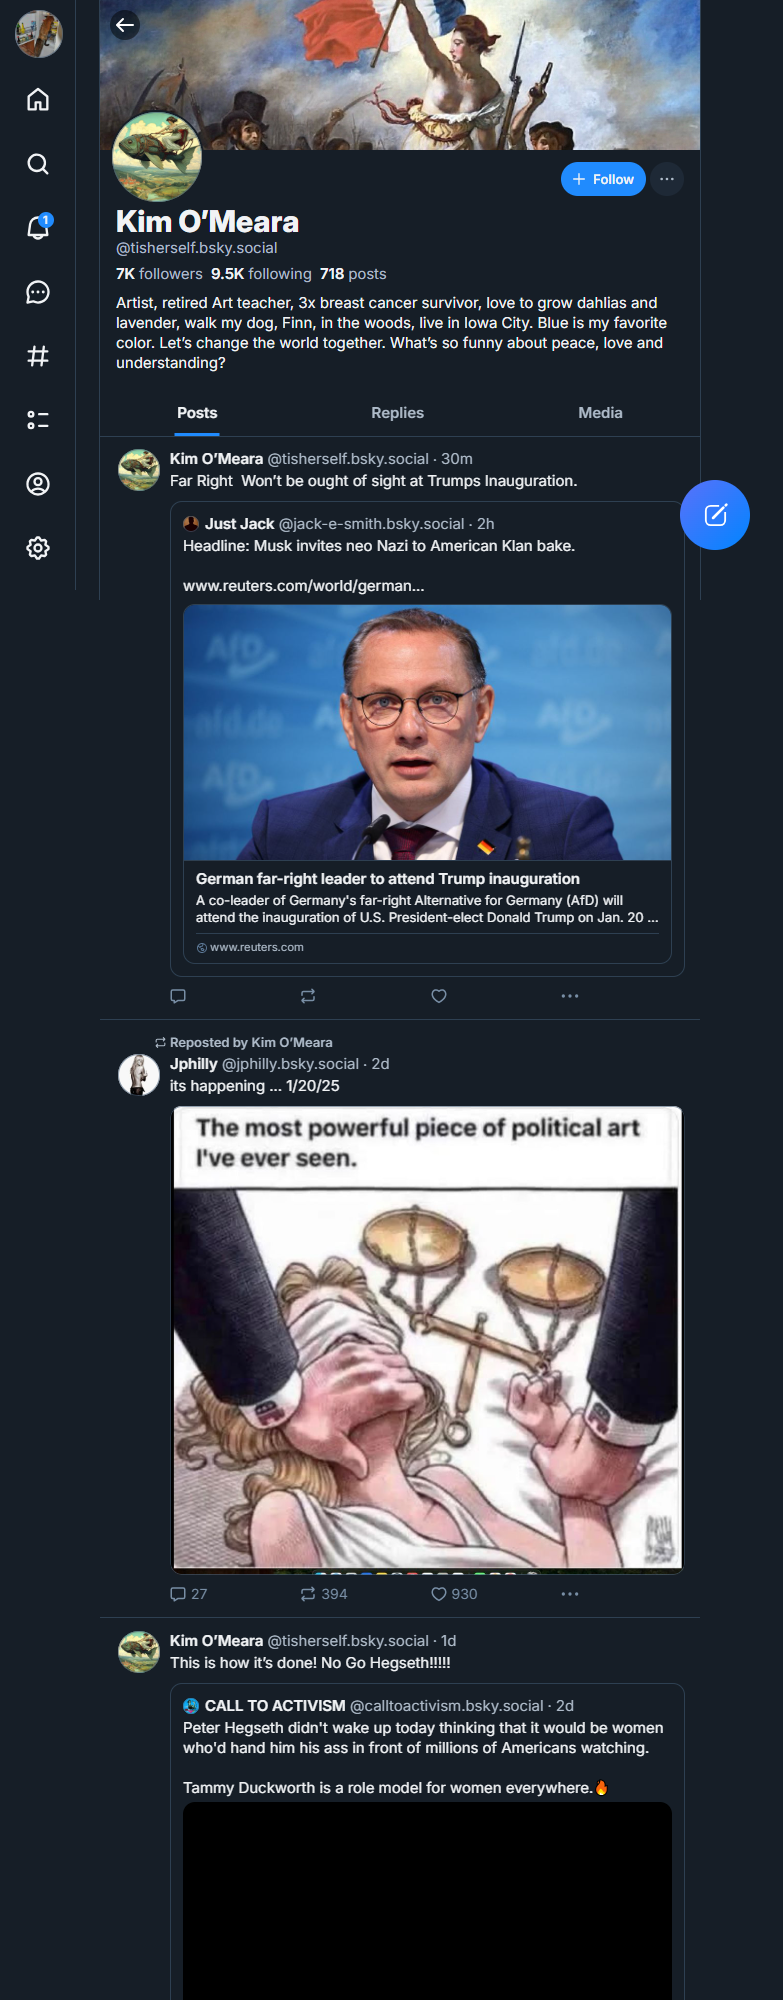 1
Follow
Kim O'Meara
@tisherself.bsky.social
7K followers 9.5K following 718 posts
Artist, retired Art teacher, 3x breast cancer survivor, love to grow dahlias and
lavender, walk my dog, Finn, in the woods, live in Iowa City. Blue is my favorite
color. Let's change the world together. What's so funny about peace, love and
understanding?
Posts Replies Media
Kim O'Meara @tisherself.bsky.social · 30m
Far Right  Won't be ought of sight at Trumps Inauguration.
Just Jack @jack-e-smith.bsky.social · 2h
Headline: Musk invites neo Nazi to American Klan bake.
www.reuters.com/world/german...
AfD afd.de
afd.de AfD
AfD
German far-right leader to attend Trump inauguration
A co-leader of Germany's far-right Alternative for Germany (AfD) will
attend the inauguration of U.S. President-elect Donald Trump on Jan. 20 ...
www.reuters.com
Reposted by Kim O'Meara
Jphilly @jphilly.bsky.social · 2d
its happening ... 1/20/25
The most powerful piece of political art
I've ever seen.
27 394 930
Kim O'Meara @tisherself.bsky.social · 1d
This is how it's done! No Go Hegseth!!!!!
CALL TO ACTIVISM @calltoactivism.bsky.social · 2d
Peter Hegseth didn't wake up today thinking that it would be women
who'd hand him his ass in front of millions of Americans watching.
Tammy Duckworth is a role model for women everywhere.🔥